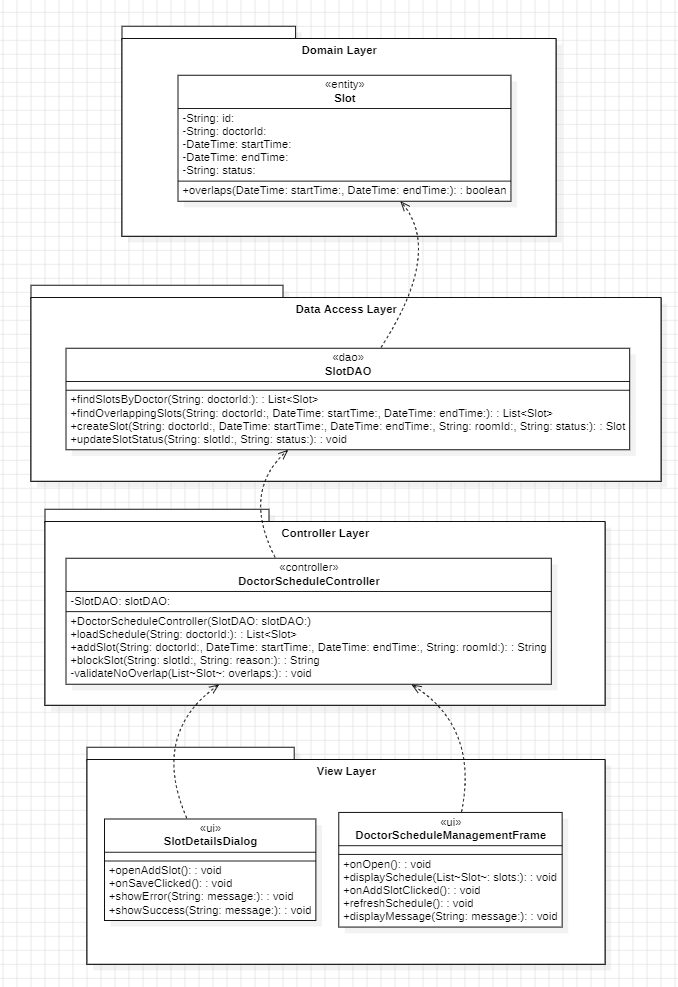 Domain Layer
«entity»
Slot
-String: id:
-String: doctorId:
-DateTime: startTime:
-DateTime: endTime:
-String: status:
+overlaps(DateTime: startTime:, DateTime: endTime:): : boolean
Data Access Layer
«dao»
SlotDAO
+findSlotsByDoctor(String: doctorId:): : List<Slot>
+findOverlappingSlots(String: doctorId:, DateTime: startTime:, DateTime: endTime:): : List<Slot>
+createSlot(String: doctorId:, DateTime: startTime:, DateTime: endTime:, String: roomId:, String: status:): : Slot
+updateSlotStatus(String: slotId:, String: status:): : void
Controller Layer
«controller»
DoctorScheduleController
-SlotDAO: slotDAO:
+DoctorScheduleController(SlotDAO: slotDAO:)
+loadSchedule(String: doctorId:): : List<Slot>
+addSlot(String: doctorId:, DateTime: startTime:, DateTime: endTime:, String: roomId:): : String
+blockSlot(String: slotId:, String: reason:): : String
-validateNoOverlap(List~Slot~: overlaps:): : void
View Layer
«ui»
SlotDetailsDialog
+openAddSlot(): : void
+onSaveClicked(): : void
+showError(String: message:): : void
+showSuccess(String: message:): : void
«ui»
DoctorScheduleManagementFrame
+onOpen(): : void
+displaySchedule(List~Slot~: slots:): : void
+onAddSlotClicked(): : void
+refreshSchedule(): : void
+displayMessage(String: message:): : void